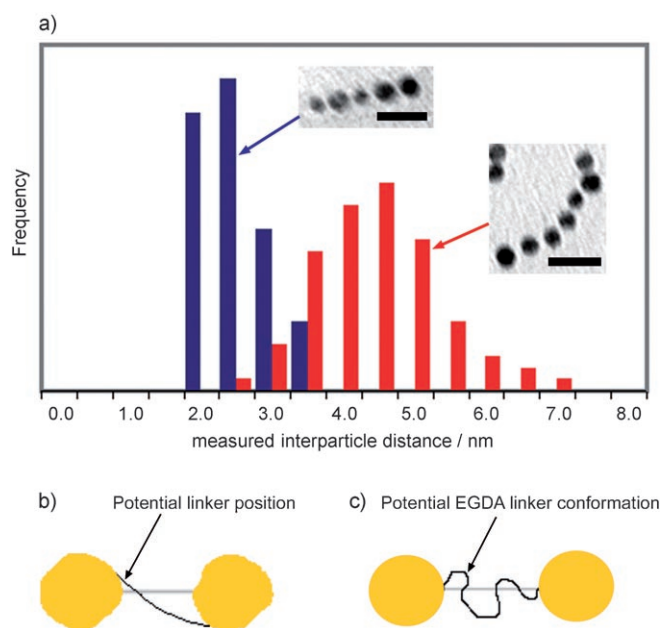 a)
Frequency
0.0 1.0 2.0 3.0 4.0 5.0 6.0 7.0 8.0
measured interparticle distance / nm
b)
Potential linker position
c)
Potential EGDA linker conformation